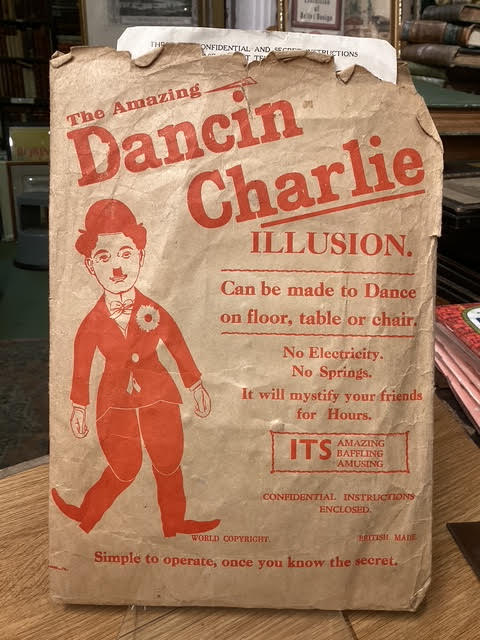 CONFIDENTIAL AND SECRET INSTRUCTIONS
The Amazing
Dancin
Charlie
ILLUSION.
Can be made to Dance
on floor, table or chair.
No Electricity.
No Springs.
It will mystify your friends
for Hours.
ITS
AMAZING
BAFFLING
AMUSING
CONFIDENTIAL INSTRUCTIONS
ENCLOSED.
WORLD COPYRIGHT.
BRITISH MADE
Simple to operate, once you know the secret.